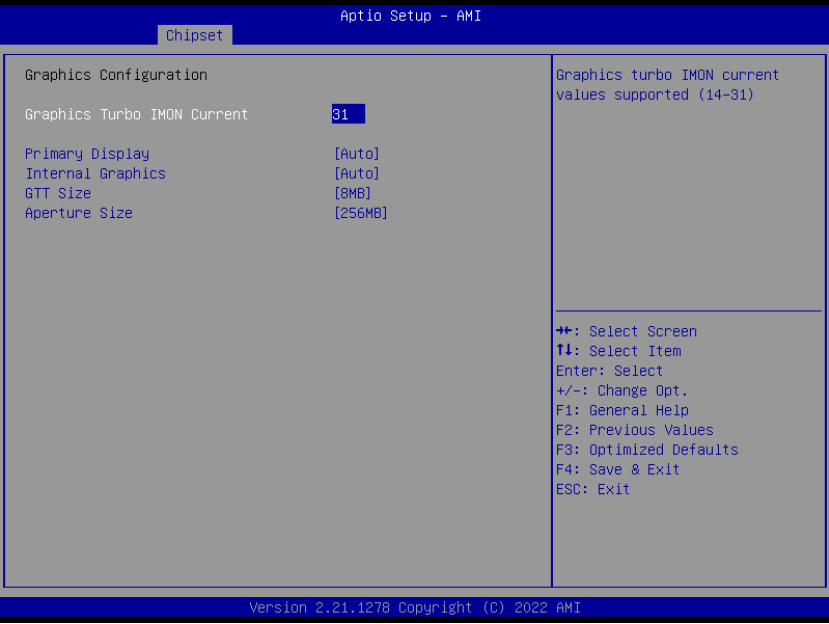 Aptio Setup – AMI
Chipset
Graphics Configuration
Graphics Turbo IMON Current 31
Primary Display [Auto]
Internal Graphics [Auto]
GTT Size [8MB]
Aperture Size [256MB]
Graphics turbo IMON current
values supported (14-31)
→←: Select Screen
↑↓: Select Item
Enter: Select
+/-: Change Opt.
F1: General Help
F2: Previous Values
F3: Optimized Defaults
F4: Save & Exit
ESC: Exit
Version 2.21.1278 Copyright (C) 2022 AMI